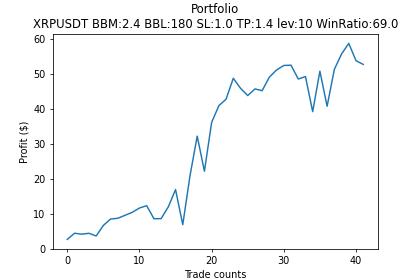 Portfolio
XRPUSDT BBM:2.4 BBL:180 SL:1.0 TP:1.4 lev:10 WinRatio:69.0
60
50
40
30
20
10
0
Profit ($)
0 10 20 30 40
Trade counts